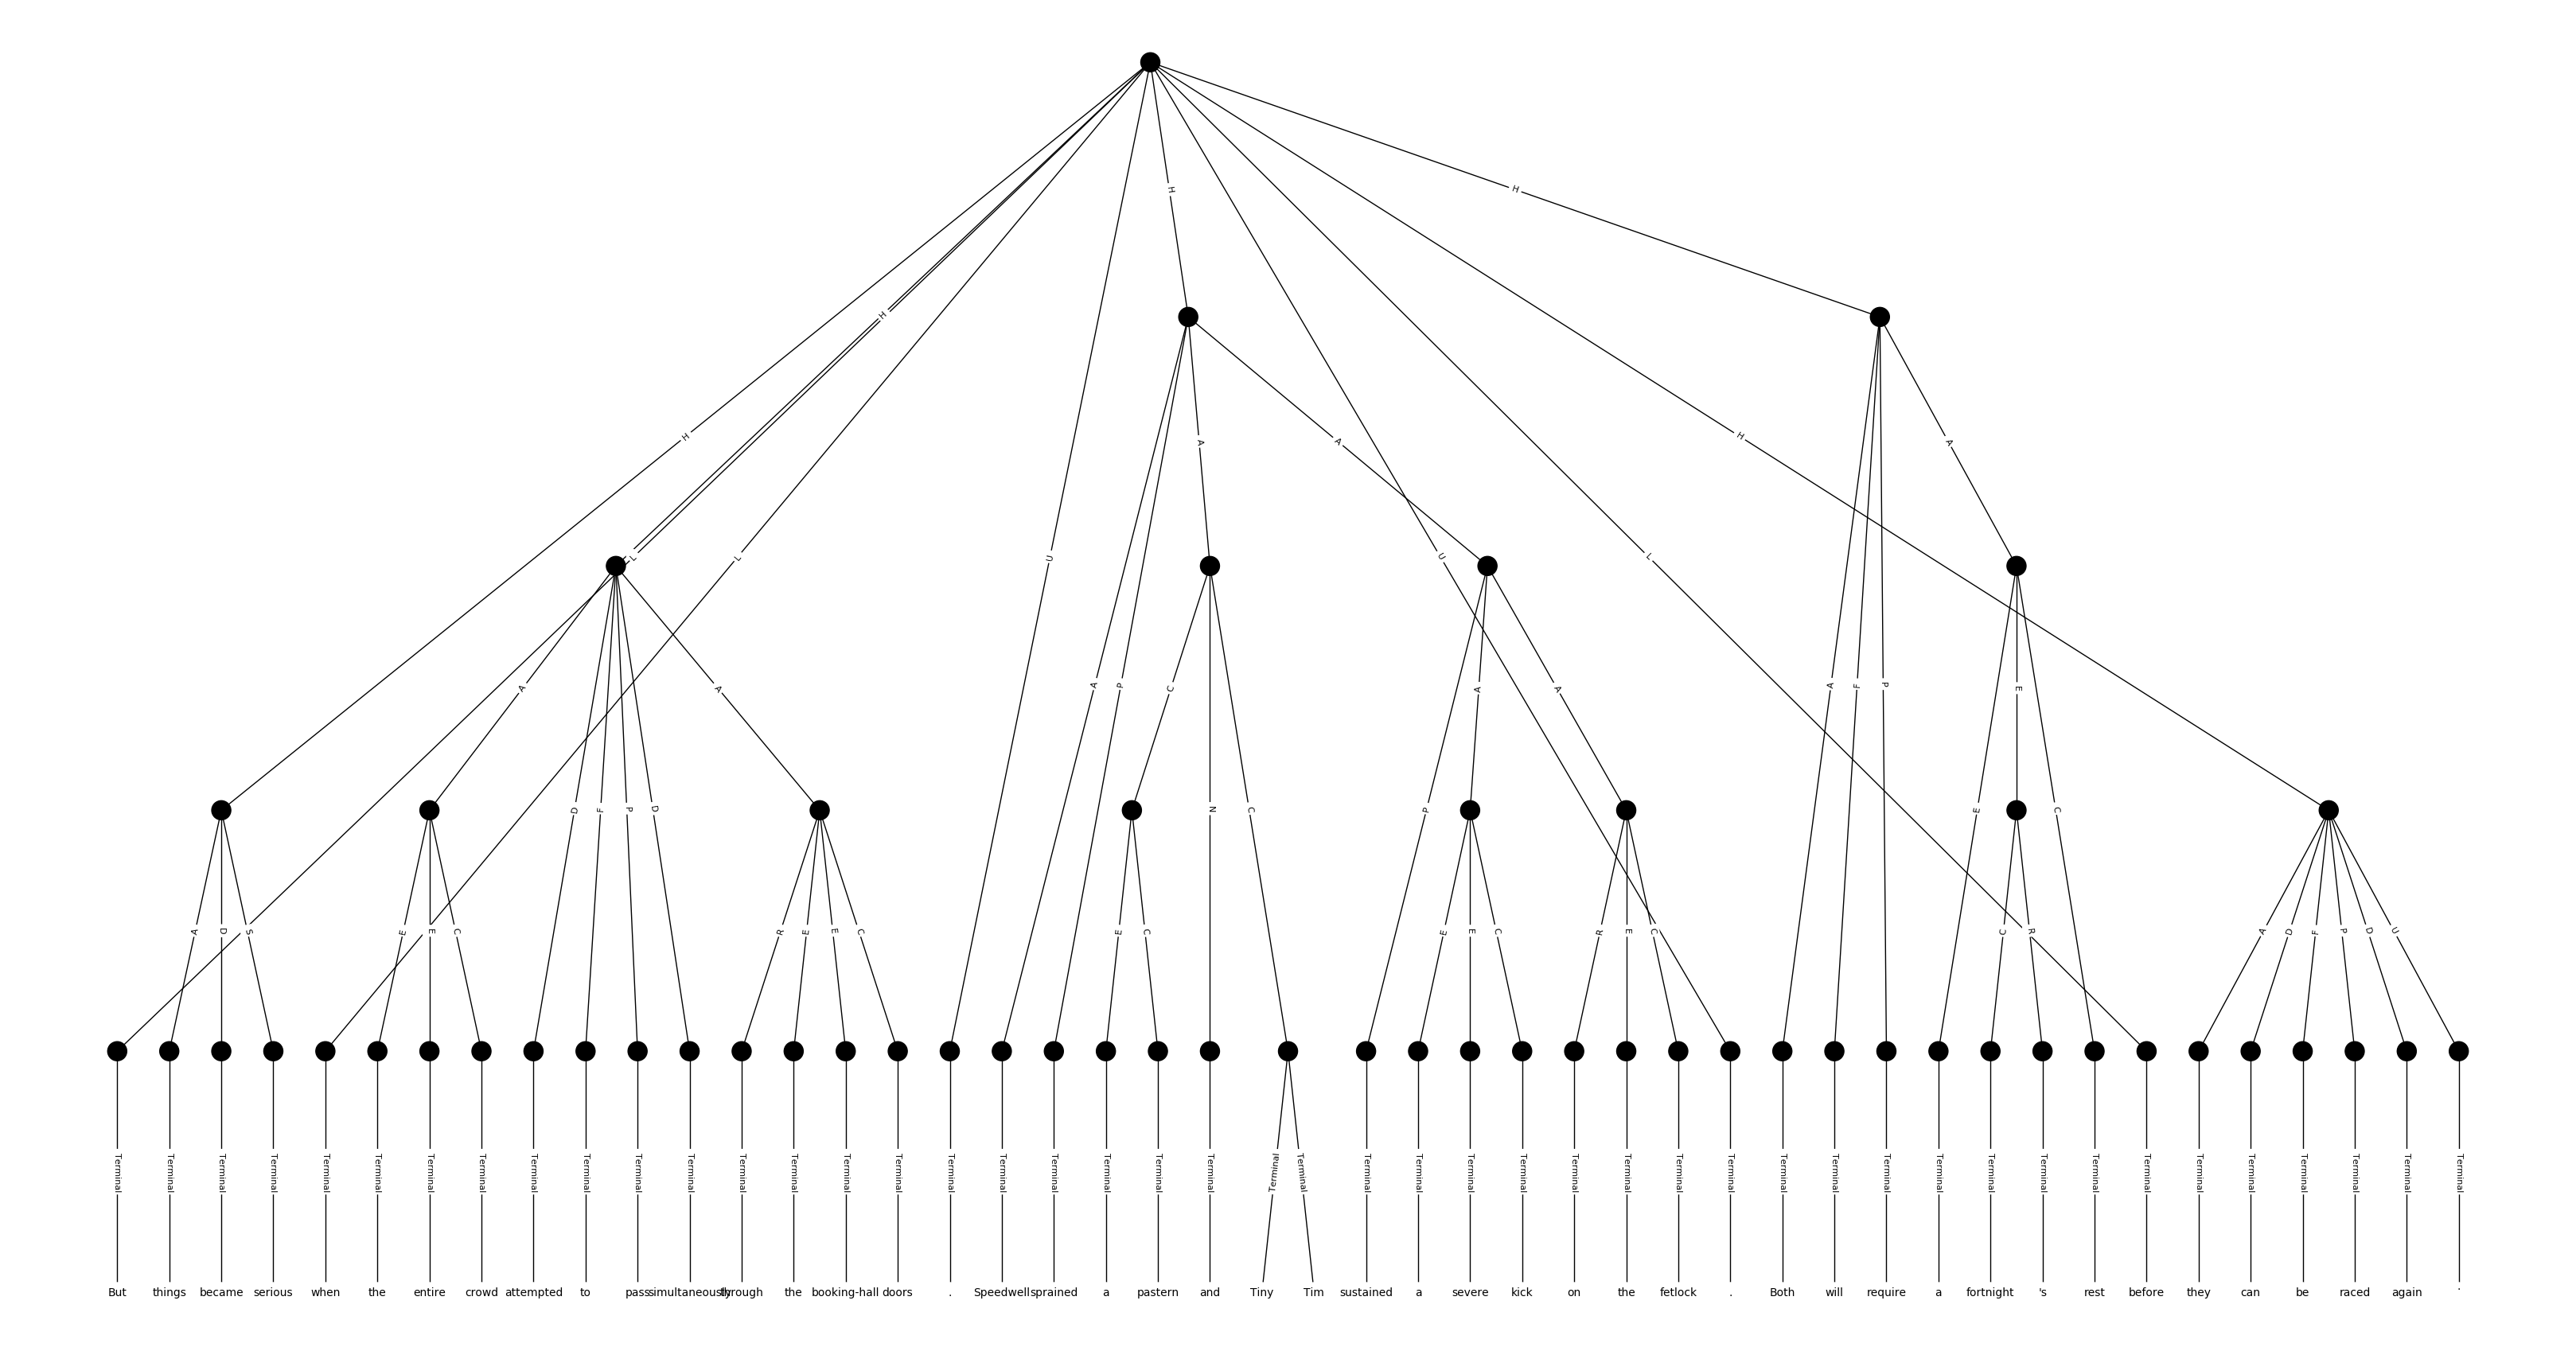 H
H H
H H
A A A
L L U U L
A P A F P E
A A C A
D F P D N C P E C
A D S E E C R E E C E C E E C R E C C R A D F P D U
Terminal Terminal Terminal Terminal Terminal Terminal Terminal Terminal Terminal Terminal Terminal Terminal Terminal Terminal Terminal Terminal Terminal Terminal Terminal Terminal Terminal Terminal Terminal Terminal Terminal Terminal Terminal Terminal Terminal Terminal Terminal Terminal Terminal Terminal Terminal Terminal Terminal Terminal Terminal Terminal Terminal Terminal Terminal Terminal Terminal Terminal
But things became serious when the entire crowd attempted to pass simultaneously through the booking-hall doors . Speedwell sprained a pastern and Tiny Tim sustained a severe kick on the fetlock . Both will require a fortnight 's rest before they can be raced again .